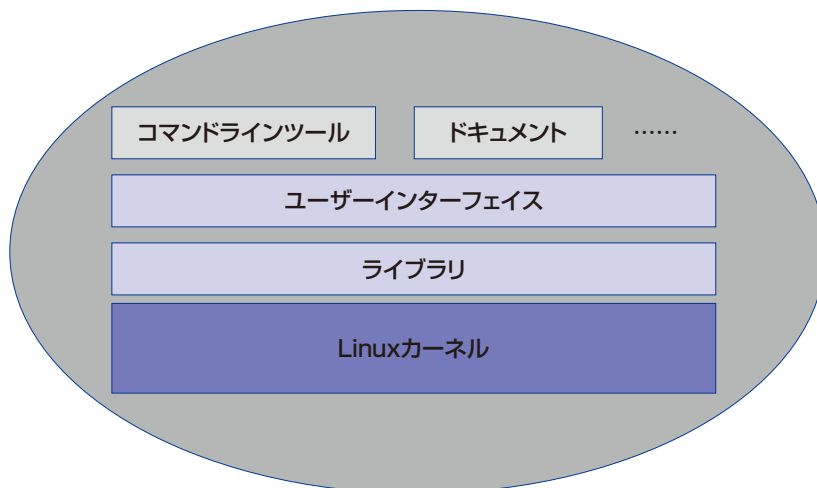 コマンドラインツール
ドキュメント
……
ユーザーインターフェイス
ライブラリ
Linuxカーネル